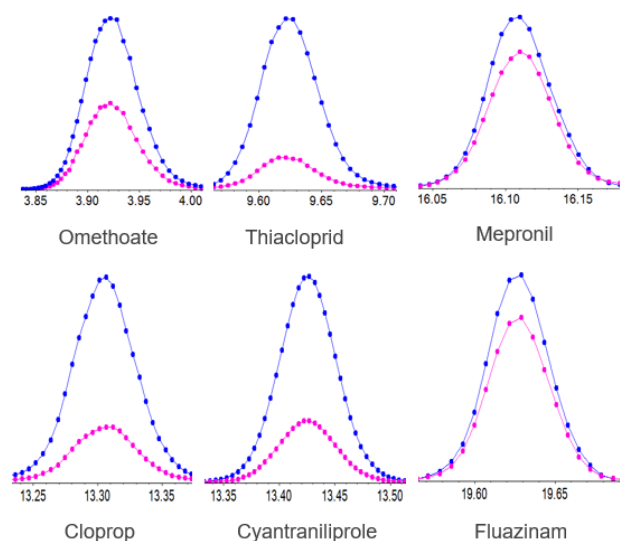 3.85 3.90 3.95 4.00 9.60 9.65 9.70 16.05 16.10 16.15
Omethoate Thiacloprid Mepronil
13.25 13.30 13.35 13.35 13.40 13.45 13.50 19.60 19.65
Cloprop Cyantraniliprole Fluazinam